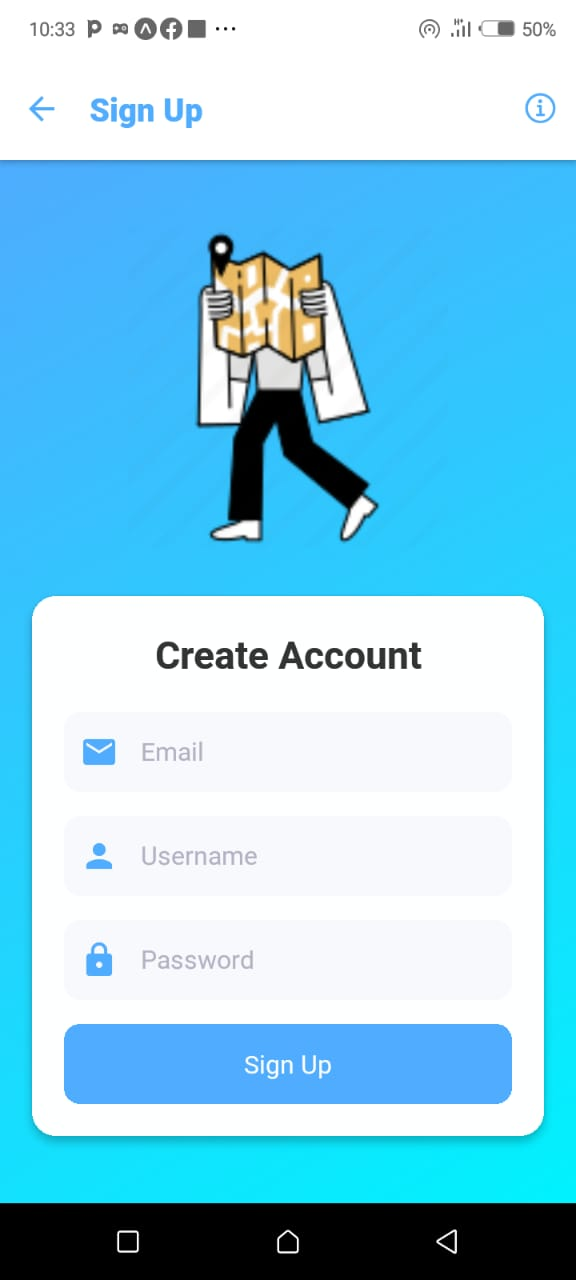 10:33
50%
Sign Up
Create Account
Email
Username
Password
Sign Up